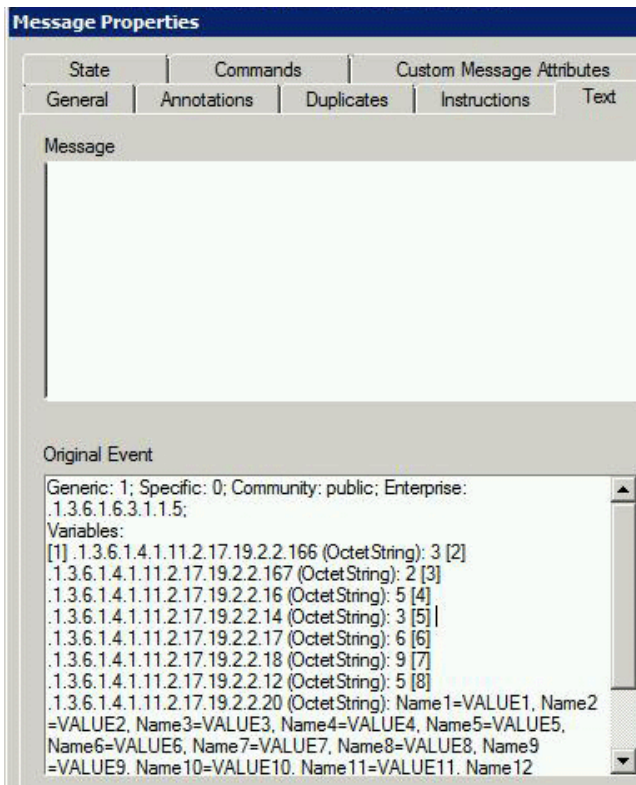 Message Properties
State Commands Custom Message Attributes
General Annotations Duplicates Instructions Text
Message
Original Event
Generic: 1; Specific: 0; Community: public; Enterprise:
.1.3.6.1.6.3.1.1.5;
Variables:
[1] .1.3.6.1.4.1.11.2.17.19.2.2.166 (OctetString): 3 [2]
.1.3.6.1.4.1.11.2.17.19.2.2.167 (OctetString): 2 [3]
.1.3.6.1.4.1.11.2.17.19.2.2.16 (OctetString): 5 [4]
.1.3.6.1.4.1.11.2.17.19.2.2.14 (OctetString): 3 [5]
.1.3.6.1.4.1.11.2.17.19.2.2.17 (OctetString): 6 [6]
.1.3.6.1.4.1.11.2.17.19.2.2.18 (OctetString): 9 [7]
.1.3.6.1.4.1.11.2.17.19.2.2.12 (OctetString): 5 [8]
.1.3.6.1.4.1.11.2.17.19.2.2.20 (OctetString): Name1=VALUE1, Name2
=VALUE2, Name3=VALUE3, Name4=VALUE4, Name5=VALUE5,
Name6=VALUE6, Name7=VALUE7, Name8=VALUE8, Name9
=VALUE9, Name10=VALUE10, Name11=VALUE11, Name12